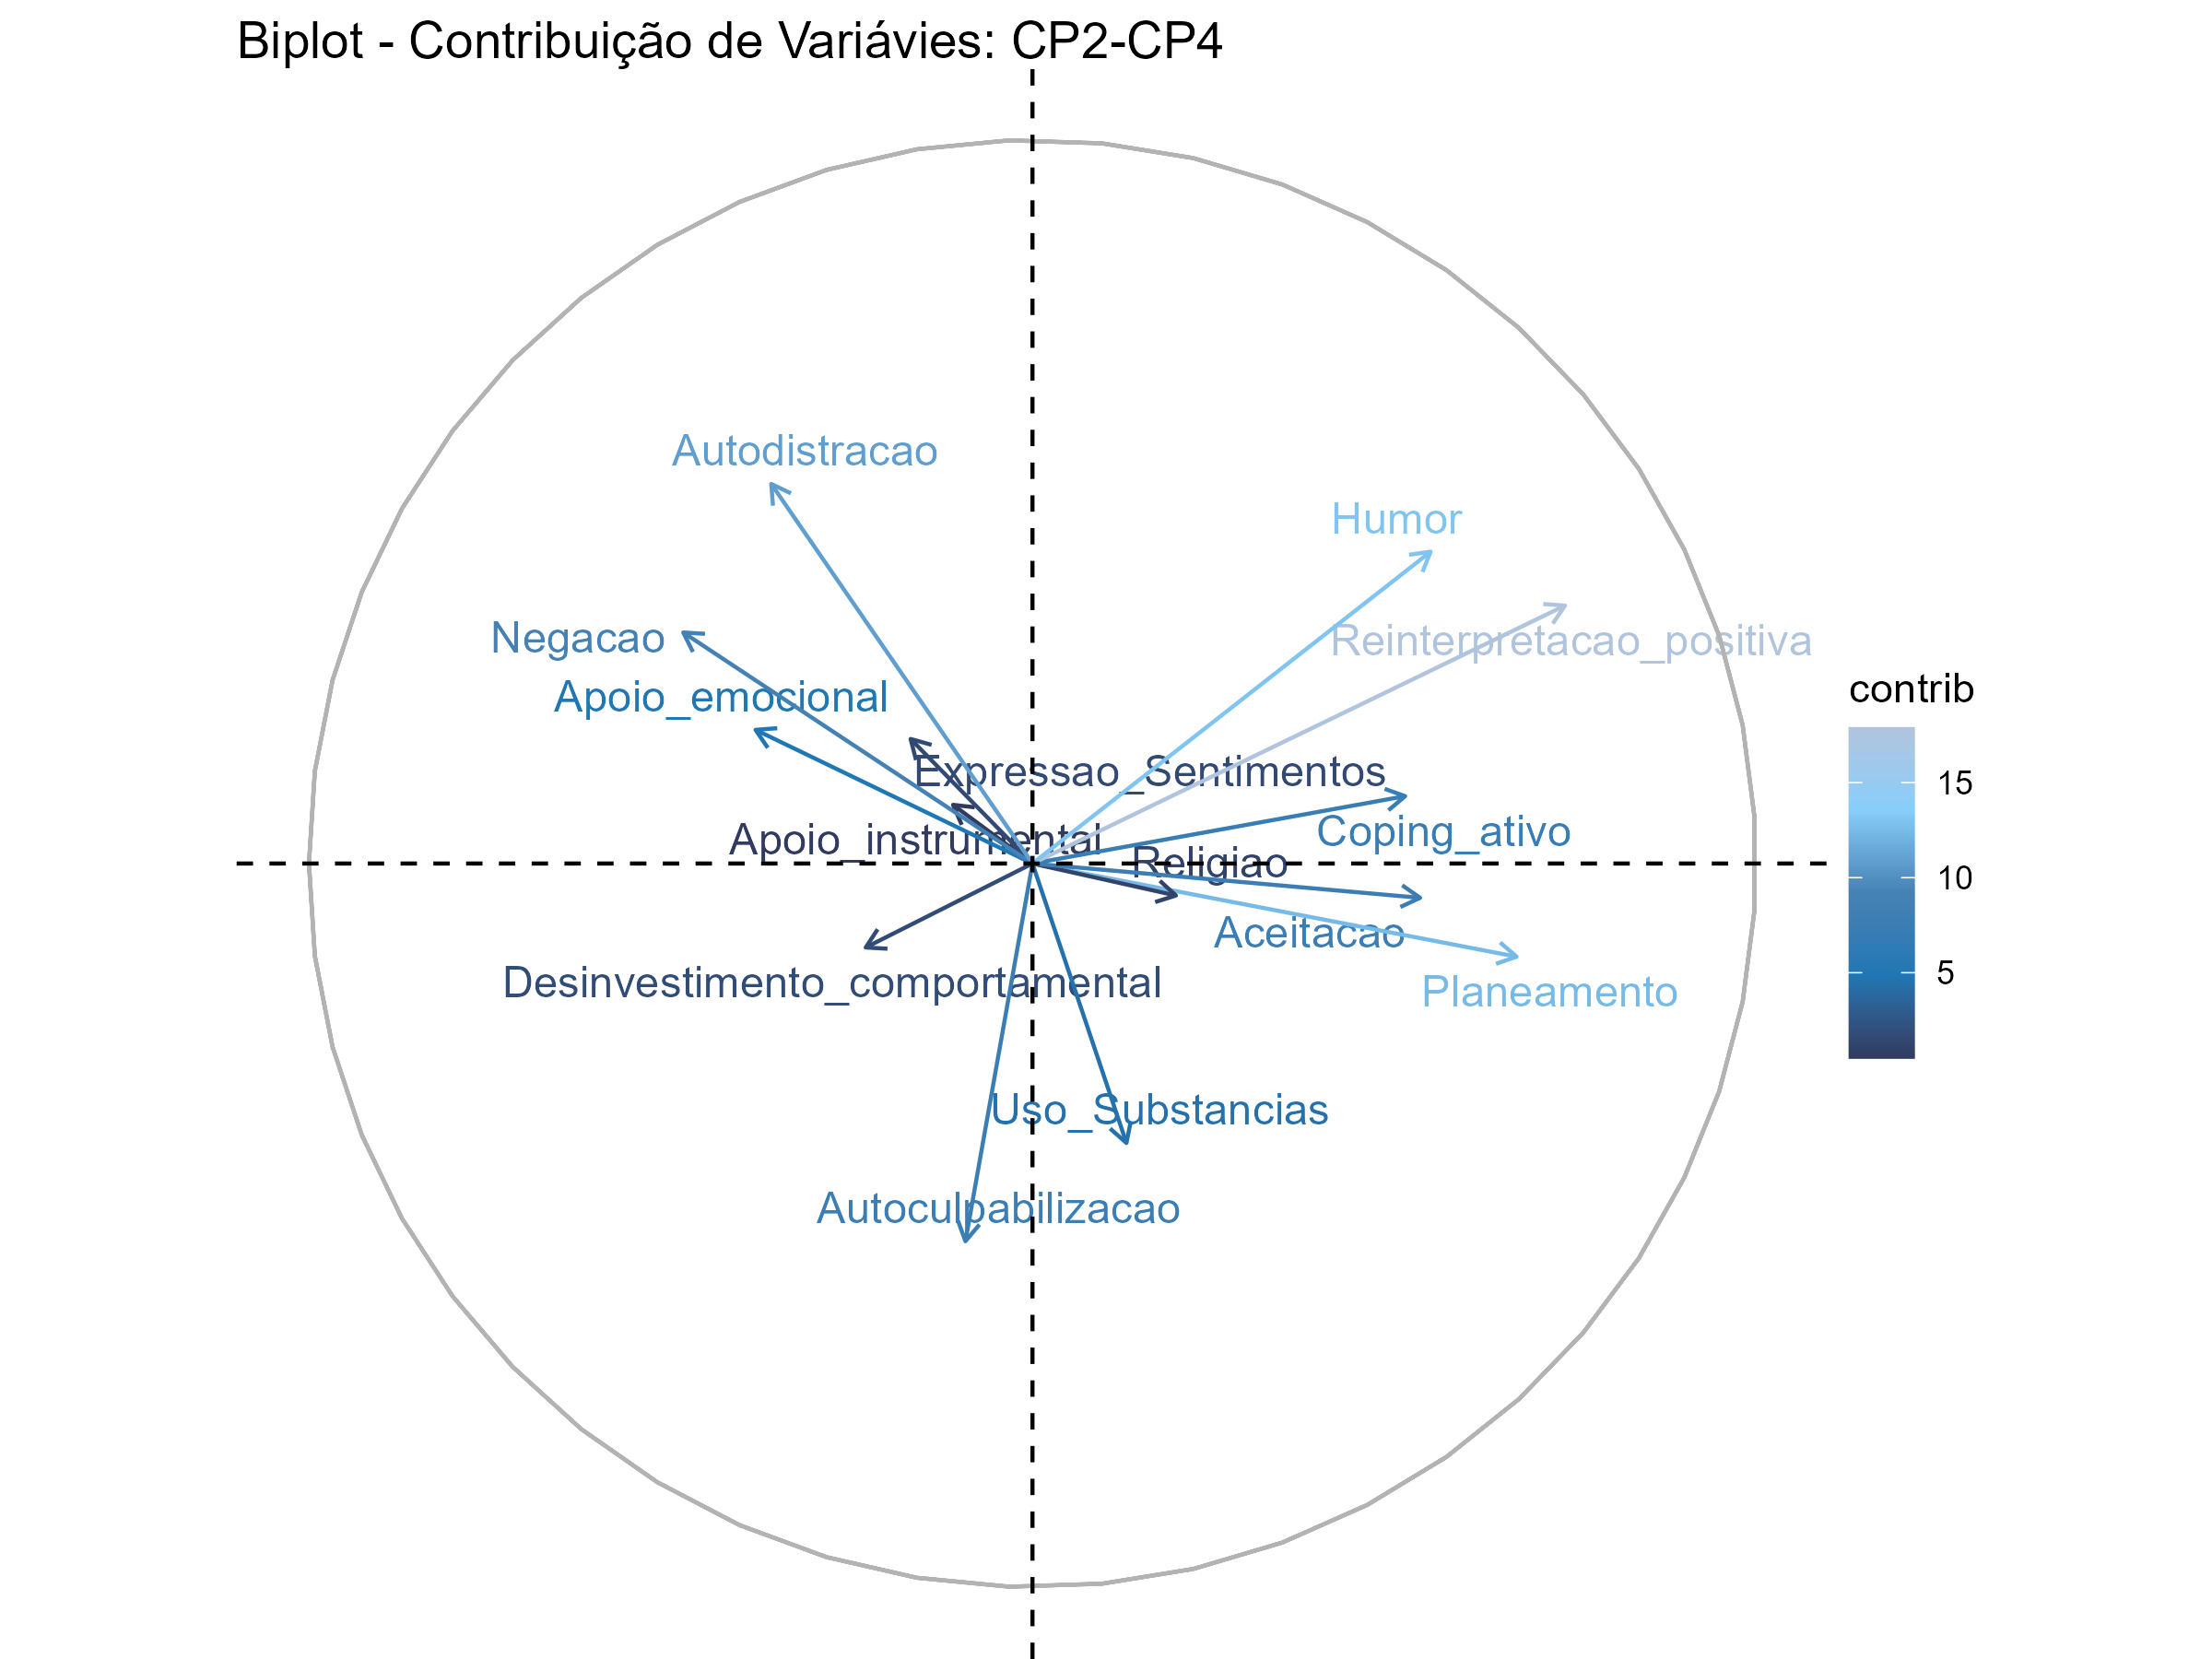 Biplot - Contribuição de Variávies: CP2-CP4
Autodistracao
Humor
Negacao
Reinterpretacao_positiva
Apoio_emocional
Expressao_Sentimentos
Apoio_instrumental
Coping_ativo
Religiao
Aceitacao
Desinvestimento_comportamental
Planeamento
Uso_Substancias
Autoculpabilizacao
contrib
15
10
5